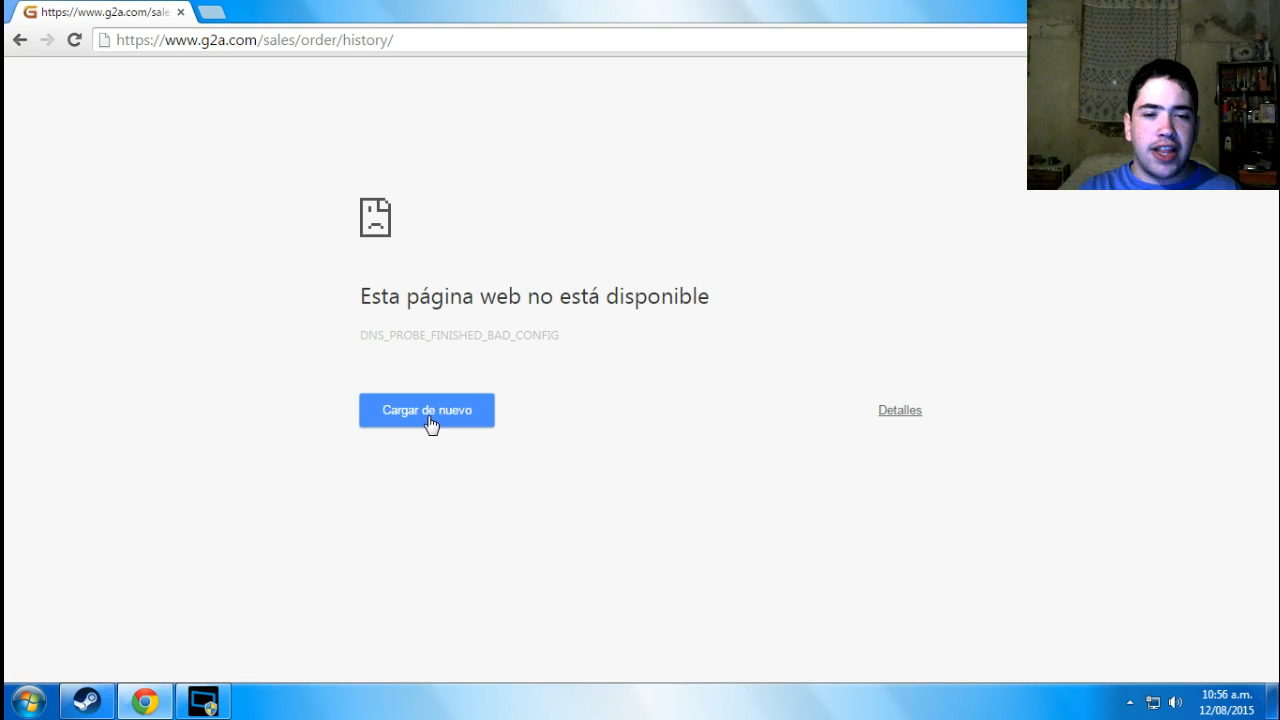 https://www.g2a.com/sale
https://www.g2a.com/sales/order/history/
Esta página web no está disponible
DNS_PROBE_FINISHED_BAD_CONFIG
Cargar de nuevo
Detalles
10:56 a.m.
12/08/2015